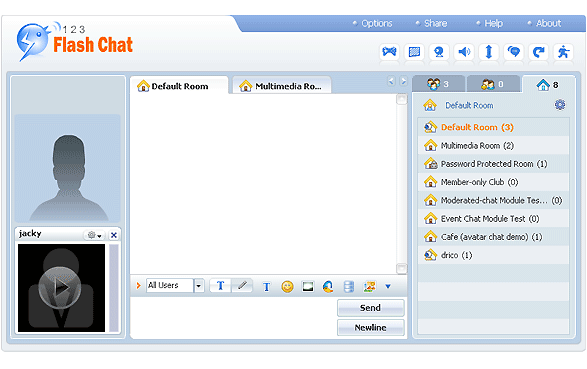 Options Share Help About
1 2 3
Flash Chat
3 0 8
Default Room Multimedia Ro...
Default Room
Default Room (3)
Multimedia Room (2)
Password Protected Room (1)
Member-only Club (0)
Moderated-chat Module Tes... (0)
Event Chat Module Test (0)
Cafe (avatar chat demo) (1)
drico (1)
jacky
All Users T T
Send
Newline